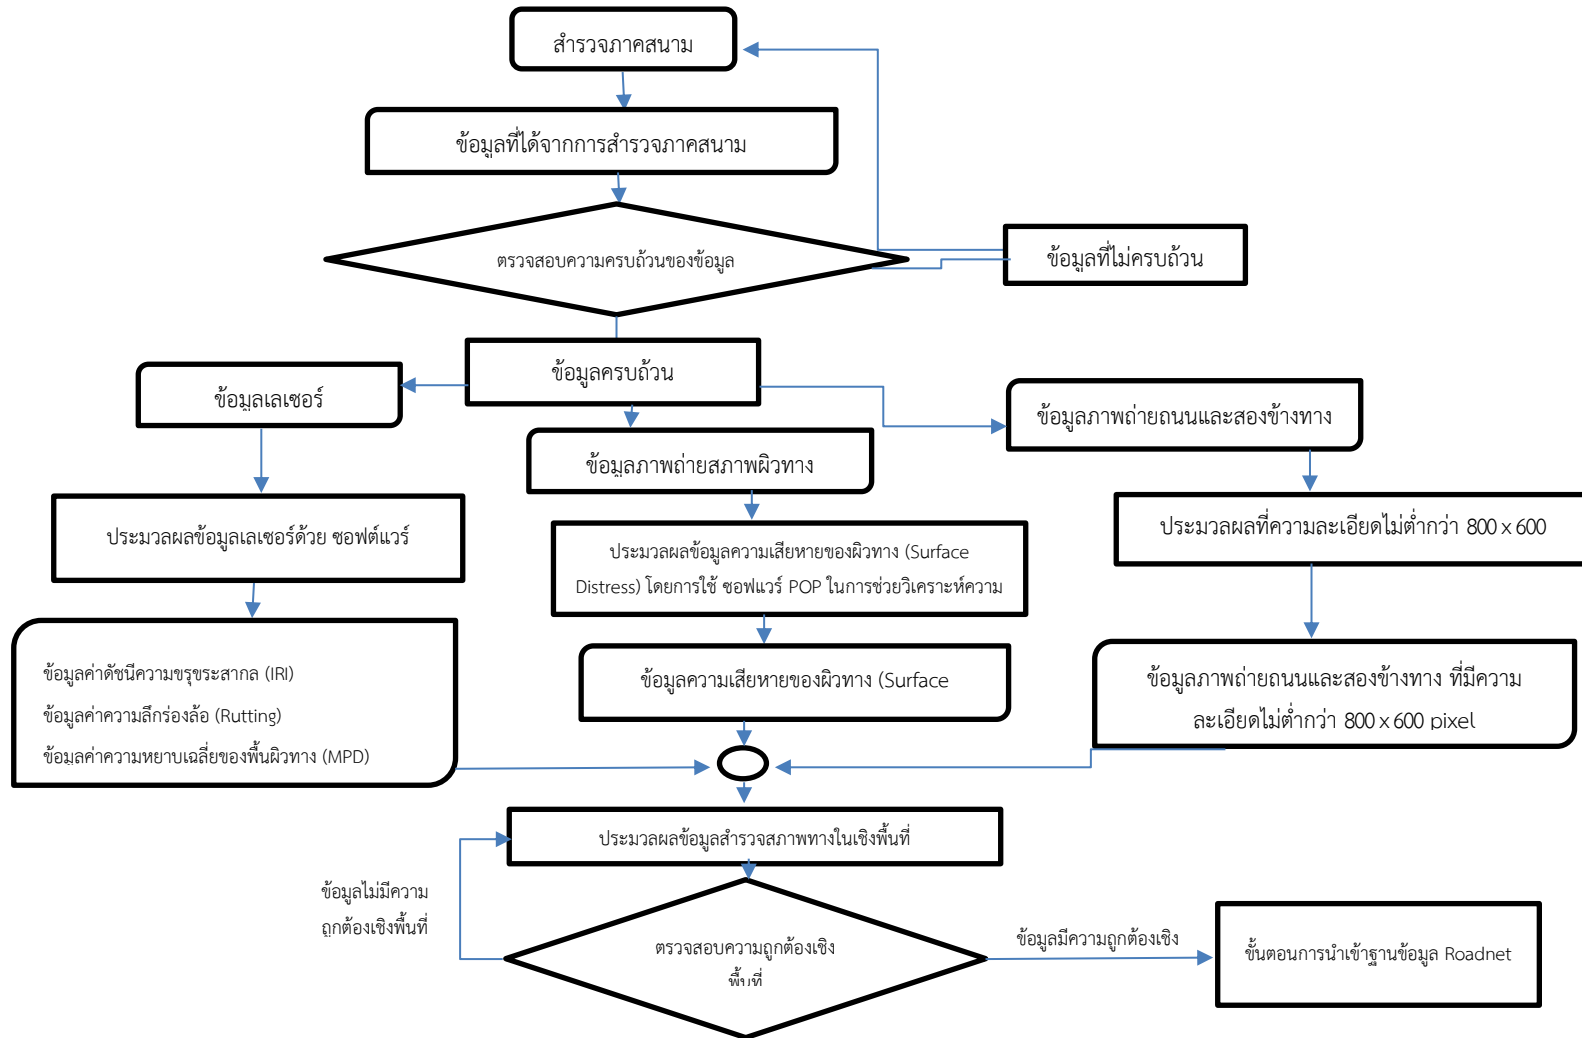 สำรวจภาคสนาม
ข้อมูลที่ได้จากการสำรวจภาคสนาม
ตรวจสอบความครบถ้วนของข้อมูล
ข้อมูลที่ไม่ครบถ้วน
ข้อมูลครบถ้วน
ข้อมูลเลเซอร์
ข้อมูลภาพถ่ายสภาพผิวทาง
ข้อมูลภาพถ่ายถนนและสองข้างทาง
ประมวลผลข้อมูลเลเซอร์ด้วย ซอฟต์แวร์
ประมวลผลข้อมูลความเสียหายของผิวทาง (Surface
Distress) โดยการใช้ ซอฟแวร์ POP ในการช่วยวิเคราะห์ความ
ประมวลผลที่ความละเอียดไม่ต่ำกว่า 800 x 600
ข้อมูลค่าดัชนีความขรุขระสากล (IRI)
ข้อมูลค่าความลึกร่องล้อ (Rutting)
ข้อมูลค่าความหยาบเฉลี่ยของพื้นผิวทาง (MPD)
ข้อมูลความเสียหายของผิวทาง (Surface
ข้อมูลภาพถ่ายถนนและสองข้างทาง ที่มีความ
ละเอียดไม่ต่ำกว่า 800 x 600 pixel
ประมวลผลข้อมูลสำรวจสภาพทางในเชิงพื้นที่
ข้อมูลไม่มีความ
ถูกต้องเชิงพื้นที่
ตรวจสอบความถูกต้องเชิง
พื้นที่
ข้อมูลมีความถูกต้องเชิง
ขั้นตอนการนำเข้าฐานข้อมูล Roadnet